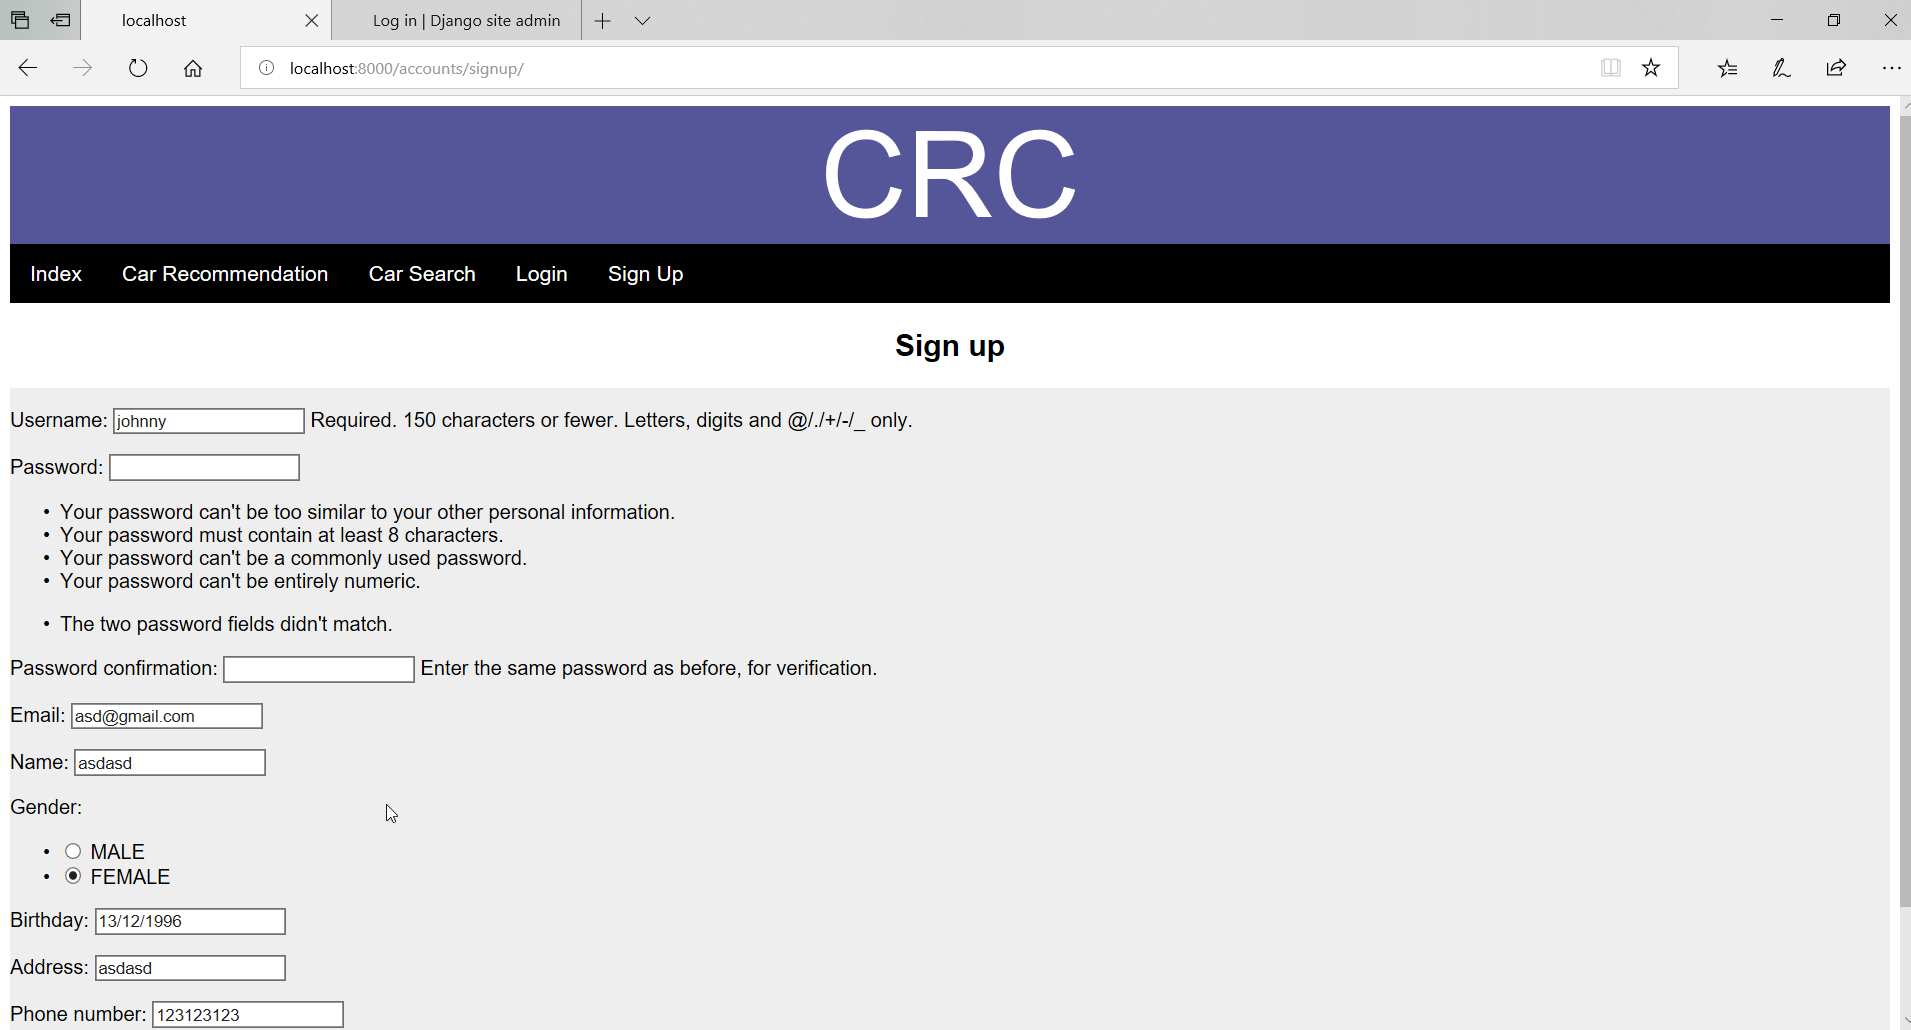 localhost
Log in | Django site admin
localhost:8000/accounts/signup/
CRC
Index Car Recommendation Car Search Login Sign Up
Sign up
Username: johnny Required. 150 characters or fewer. Letters, digits and @/./+/-/_ only.
Password:
• Your password can't be too similar to your other personal information.
• Your password must contain at least 8 characters.
• Your password can't be a commonly used password.
• Your password can't be entirely numeric.
• The two password fields didn't match.
Password confirmation: Enter the same password as before, for verification.
Email: asd@gmail.com
Name: asdasd
Gender:
• MALE
• FEMALE
Birthday: 13/12/1996
Address: asdasd
Phone number: 123123123